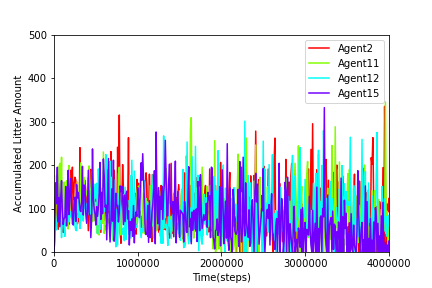 500
400
300
200
100
0
Accumulated Litter Amount
0
1000000
2000000
3000000
4000000
Time(steps)
Agent2
Agent11
Agent12
Agent15